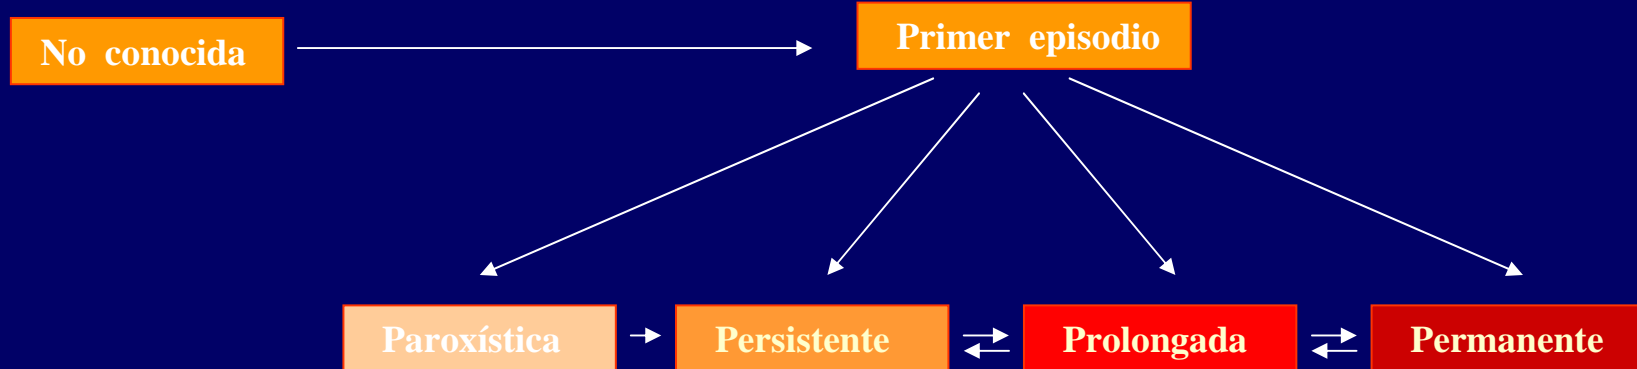 No conocida
Primer episodio
Paroxística
Persistente
Prolongada
Permanente